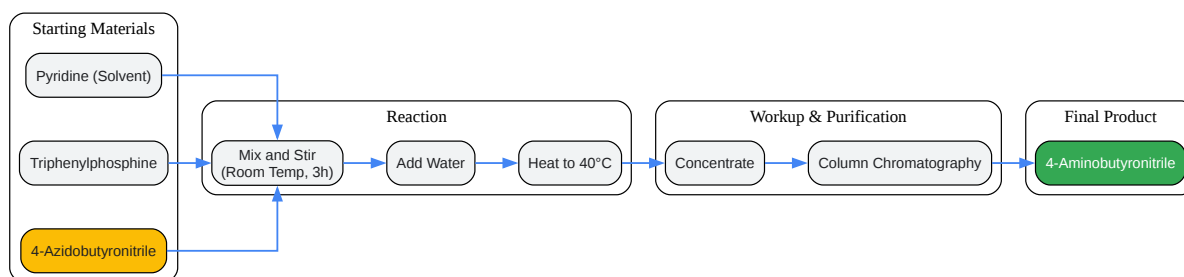 Starting Materials
Pyridine (Solvent)
Triphenylphosphine
4-Azidobutyronitrile
Reaction
Mix and Stir
(Room Temp, 3h)
Add Water
Heat to 40°C
Workup & Purification
Concentrate
Column Chromatography
Final Product
4-Aminobutyronitrile